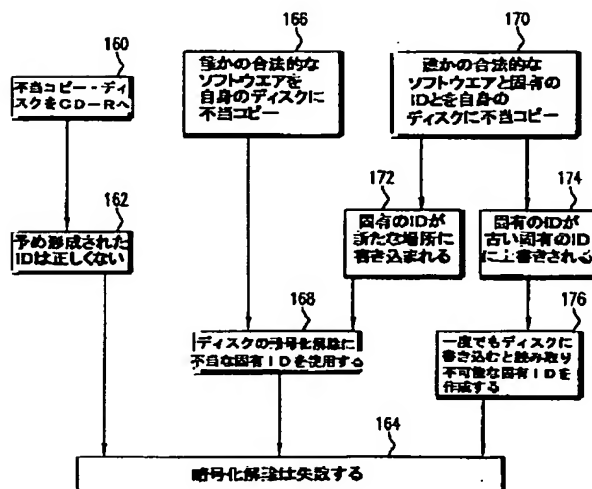 160
不当コピー・ディ
スクをCD-Rへ
162
予め形成された
IDは正しくない
166
誰かの合法的な
ソフトウエアを
自身のディスクに
不当コピー
170
誰かの合法的な
ソフトウエアと固有の
IDとを自身の
ディスクに不当コピー
172
固有のIDが
新たな場所に
書き込まれる
174
固有のIDが
古い固有のID
に上書きされる
168
ディスクの暗号化解除に
不当な固有IDを使用する
176
一度でもディスクに
書き込むと読み取り
不可能な固有IDを
作成する
164
暗号化解除は失敗する